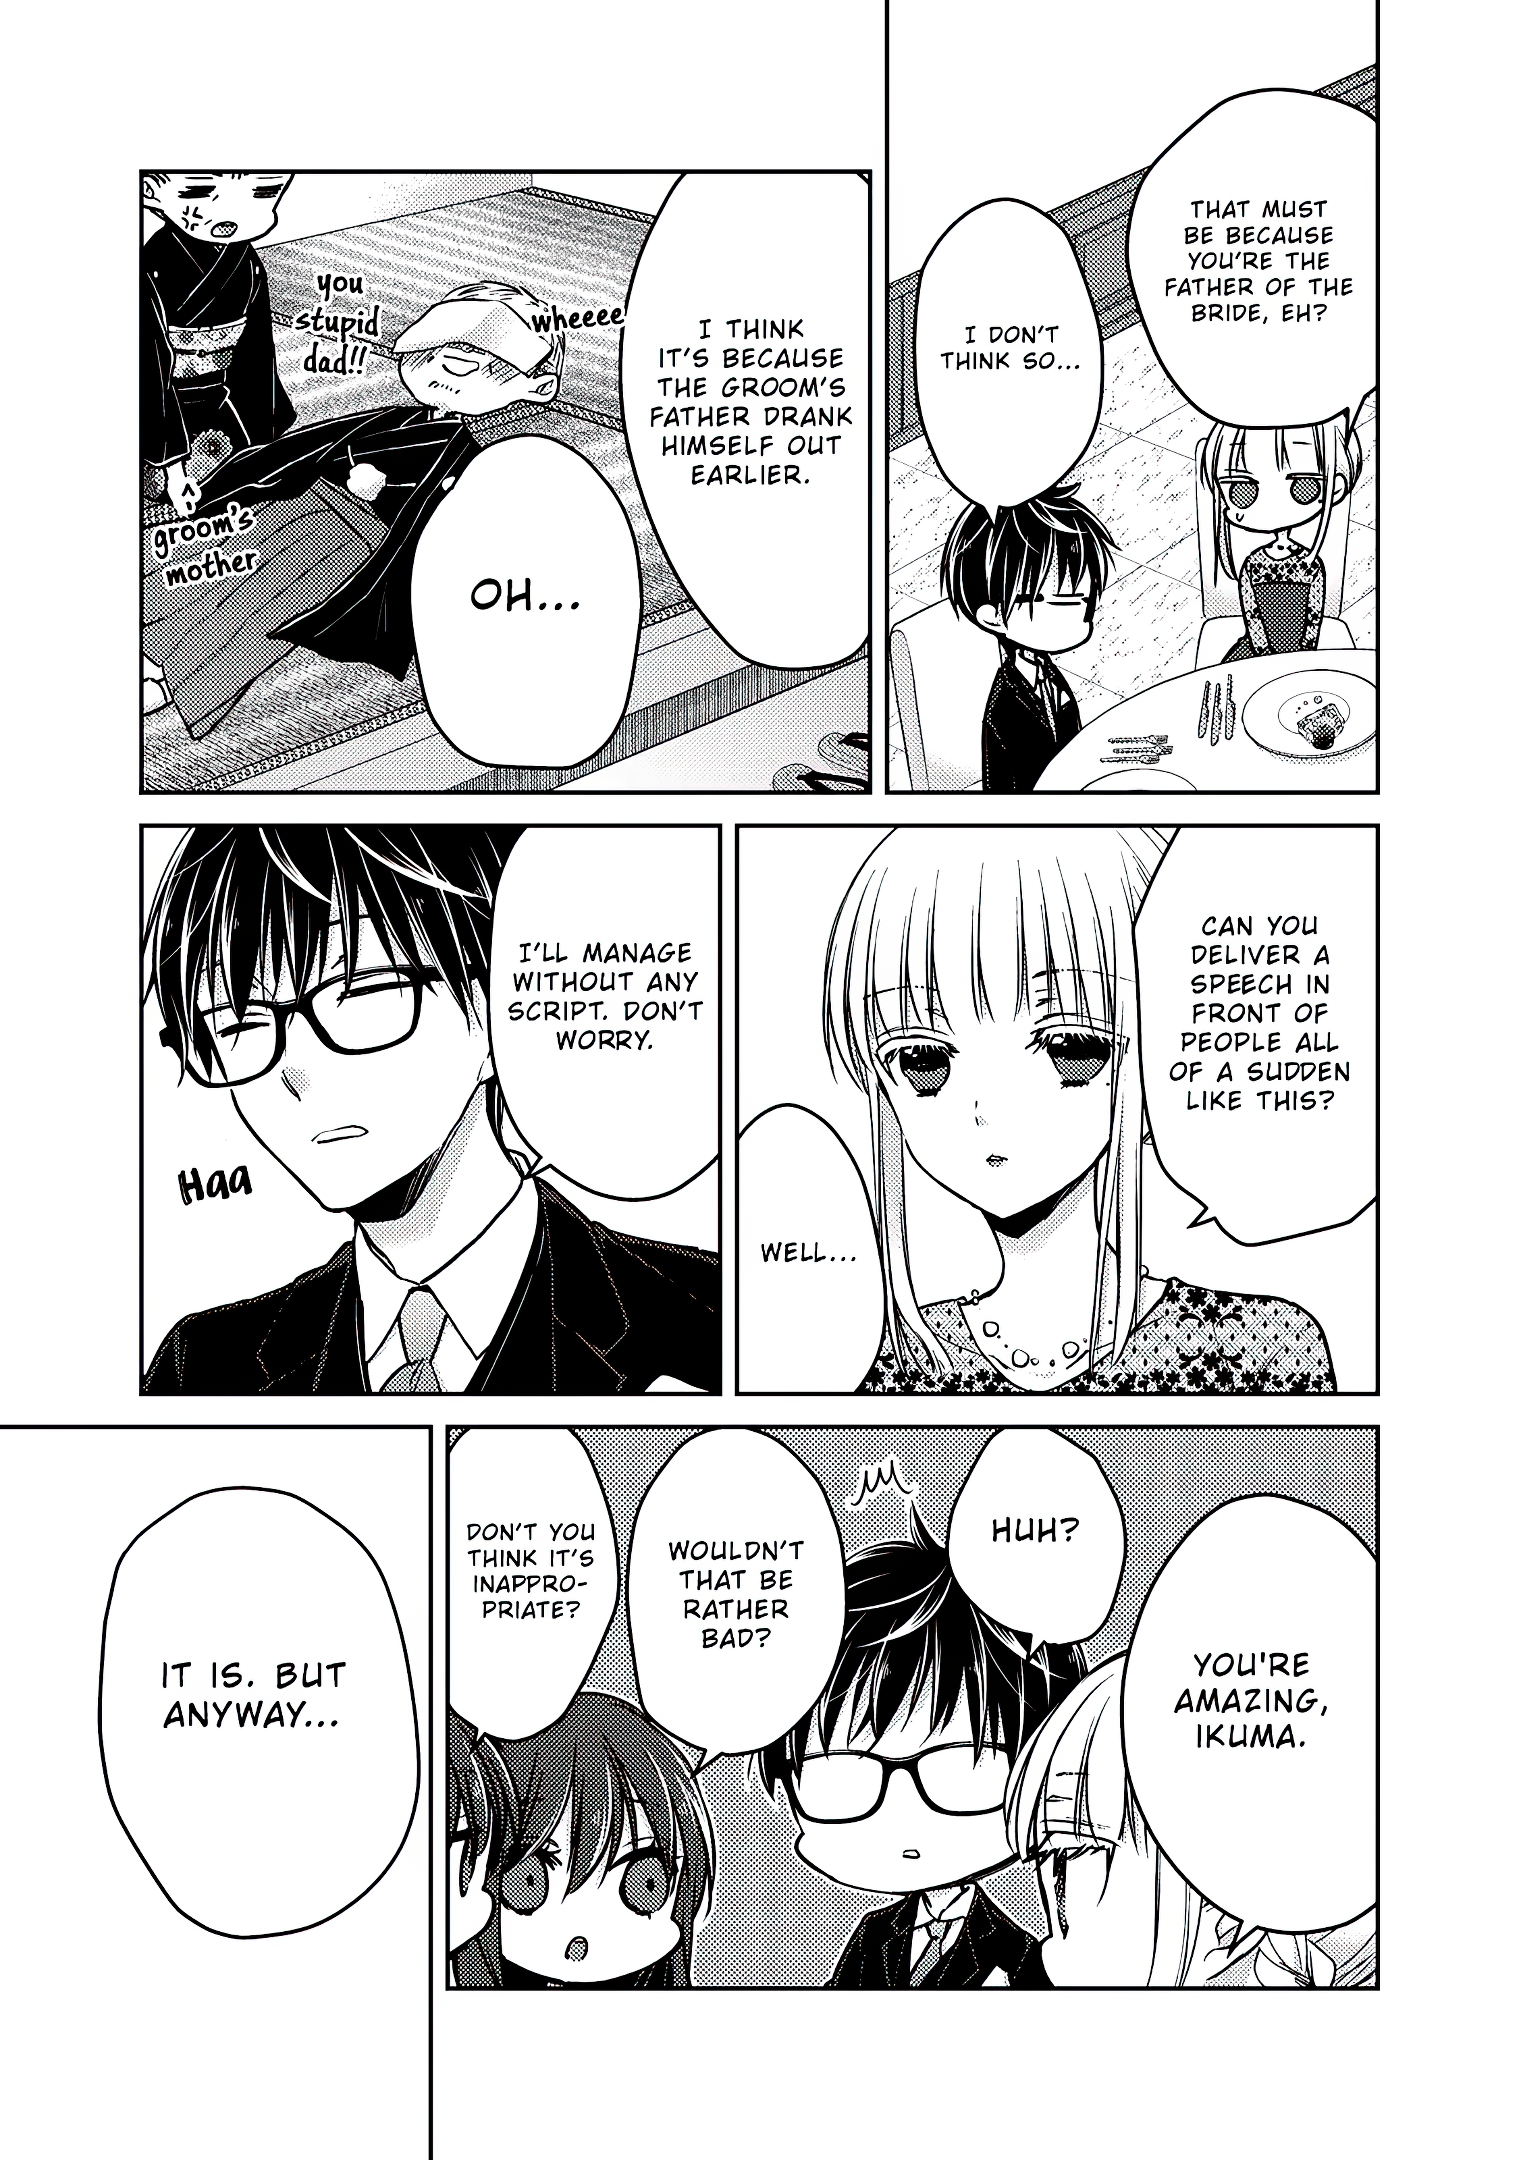 THAT MUST
BE BECAUSE
YOU'RE THE
FATHER OF THE
BRIDE, EH?
I DON'T
THINK SO...
I THINK
IT'S BECAUSE
THE GROOM'S
FATHER DRANK
HIMSELF OUT
EARLIER.
wheeee
you
stupid
dad!!
groom's
mother
OH...
CAN YOU
DELIVER A
SPEECH IN
FRONT OF
PEOPLE ALL
OF A SUDDEN
LIKE THIS?
WELL...
I'LL MANAGE
WITHOUT ANY
SCRIPT. DON'T
WORRY.
Haa
YOU'RE
AMAZING,
IKUMA.
HUH?
WOULDN'T
THAT BE
RATHER
BAD?
DON'T YOU
THINK IT'S
INAPPRO-
PRIATE?
IT IS. BUT
ANYWAY...